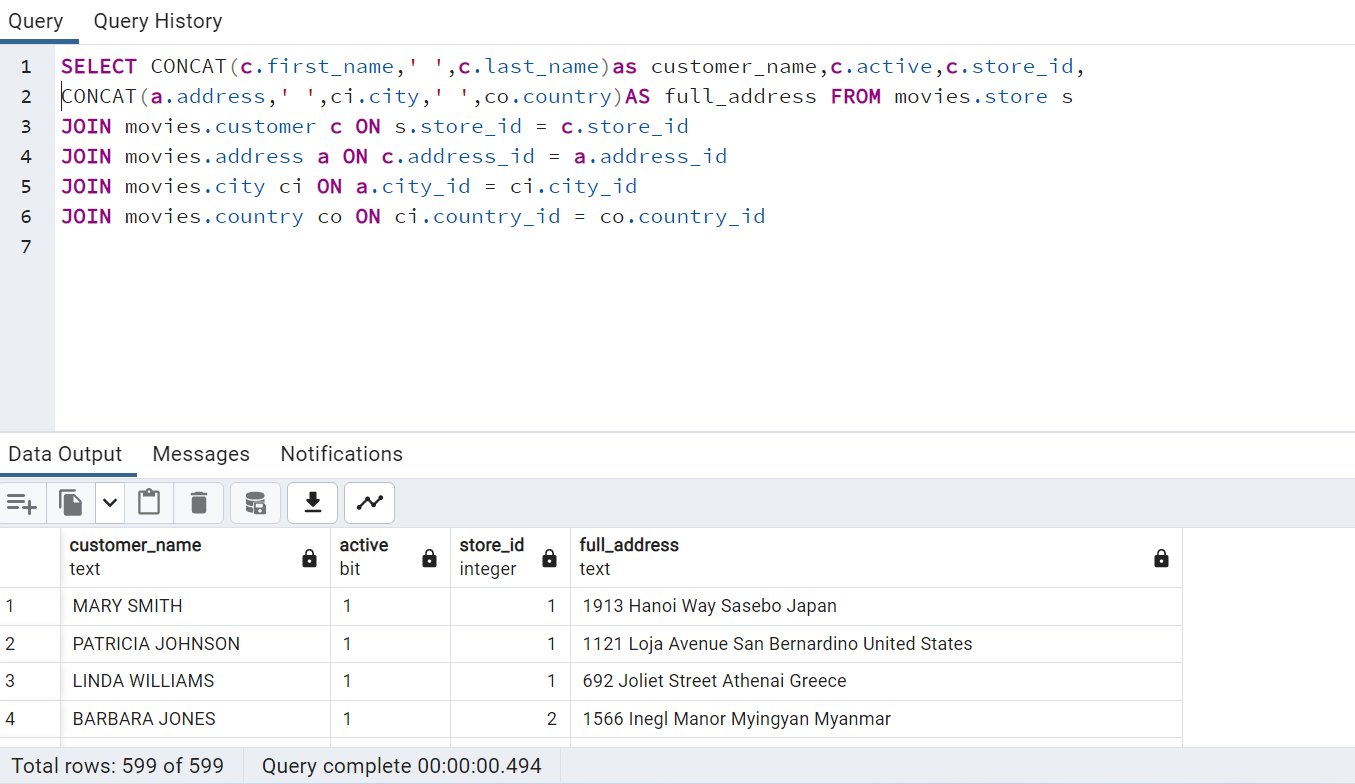 Query Query History
1 SELECT CONCAT(c.first_name,' ',c.last_name)as customer_name,c.active,c.store_id,
2 CONCAT(a.address,' ',ci.city,' ',co.country)AS full_address FROM movies.store s
3 JOIN movies.customer c ON s.store_id = c.store_id
4 JOIN movies.address a ON c.address_id = a.address_id
5 JOIN movies.city ci ON a.city_id = ci.city_id
6 JOIN movies.country co ON ci.country_id = co.country_id
7
Data Output Messages Notifications
customer_name active store_id full_address
text bit integer text
1 MARY SMITH 1 1 1913 Hanoi Way Sasebo Japan
2 PATRICIA JOHNSON 1 1 1121 Loja Avenue San Bernardino United States
3 LINDA WILLIAMS 1 1 692 Joliet Street Athenai Greece
4 BARBARA JONES 1 2 1566 Inegl Manor Myingyan Myanmar
Total rows: 599 of 599 Query complete 00:00:00.494